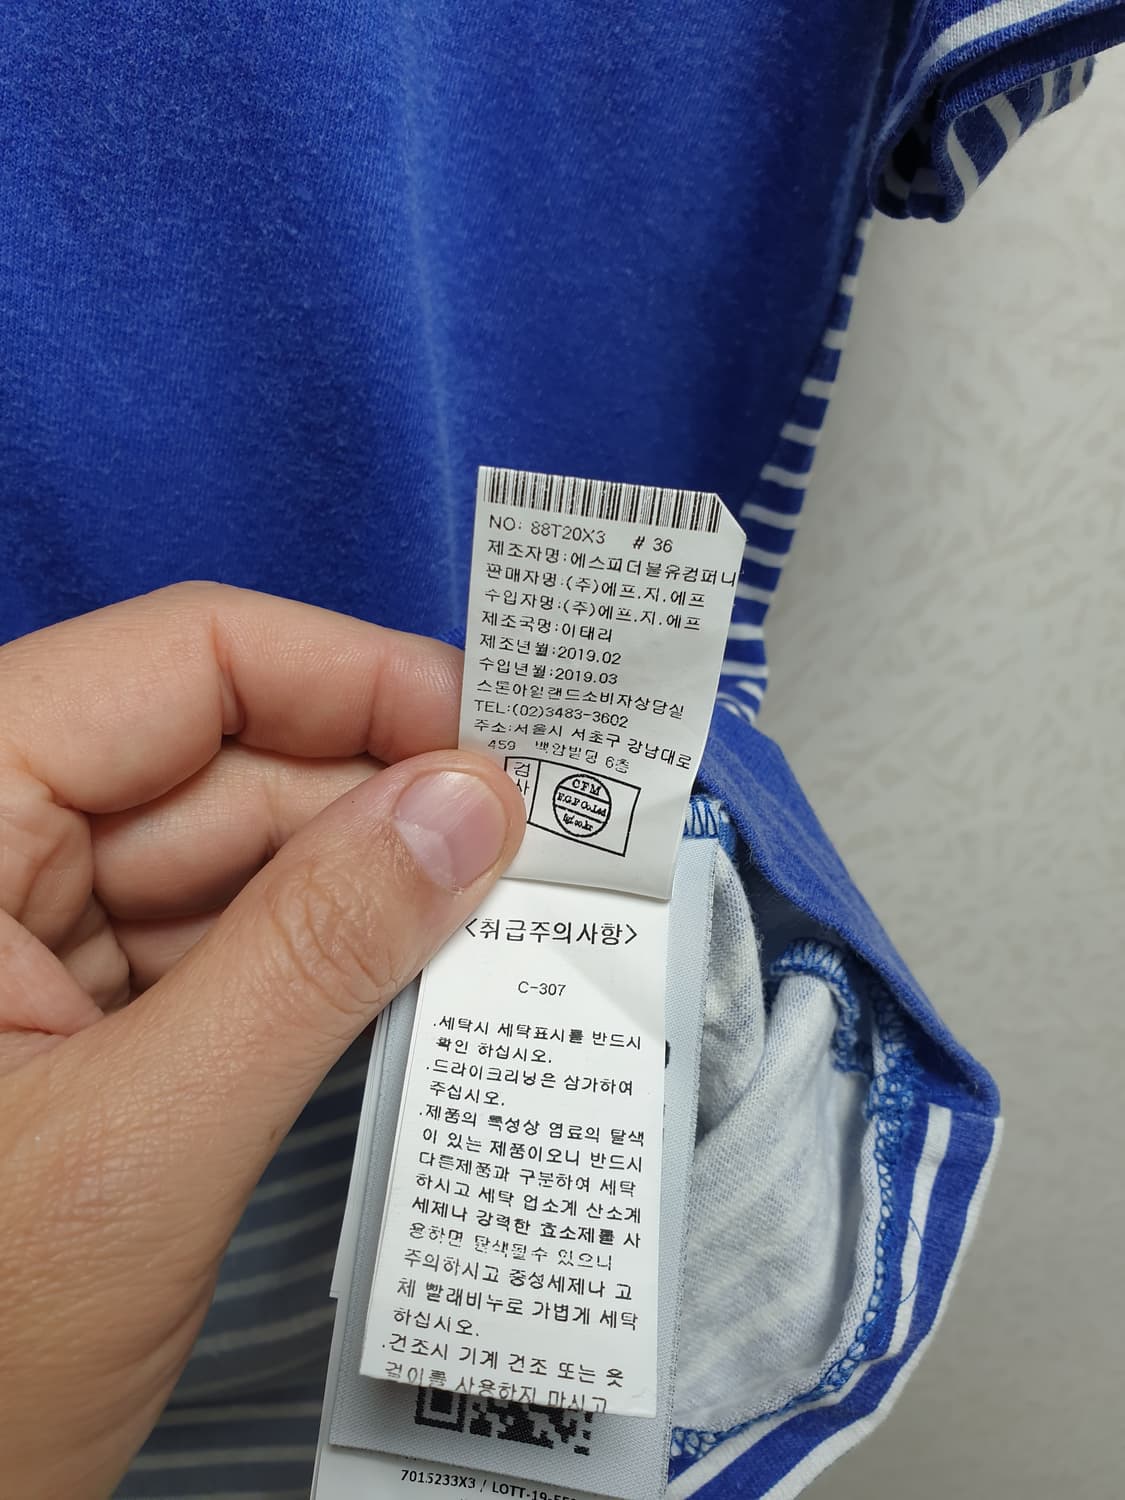 NO: 88T20X3 # 36
제조자명:에스피더블유컴퍼니
판매자명:(주)에프.지.에프
수입자명:(주)에프.지.에프
제조국명:이태리
제조년월:2019.02
수입년월:2019.03
스톤아일랜드소비자상담실
TEL:(02)3483-3602
주소:서울시 서초구 강남대로
459 백암빌딩 6층
검사
CFM
F.G.F Co.Ltd
fgf.co.kr
<취급주의사항>
C-307
.세탁시 세탁표시를 반드시
확인 하십시오.
.드라이크리닝은 삼가하여
주십시오.
.제품의 특성상 염료의 탈색
이 있는 제품이오니 반드시
다른제품과 구분하여 세탁
하시고 세탁 업소계 산소계
세제나 강력한 효소제를 사
용하면 탈색될수 있으니
주의하시고 중성세제나 고
체 빨래비누로 가볍게 세탁
하십시오.
.건조시 기계 건조 또는 옷
걸이를 사용하지 마시고
7015233X3 / LOTT-19-